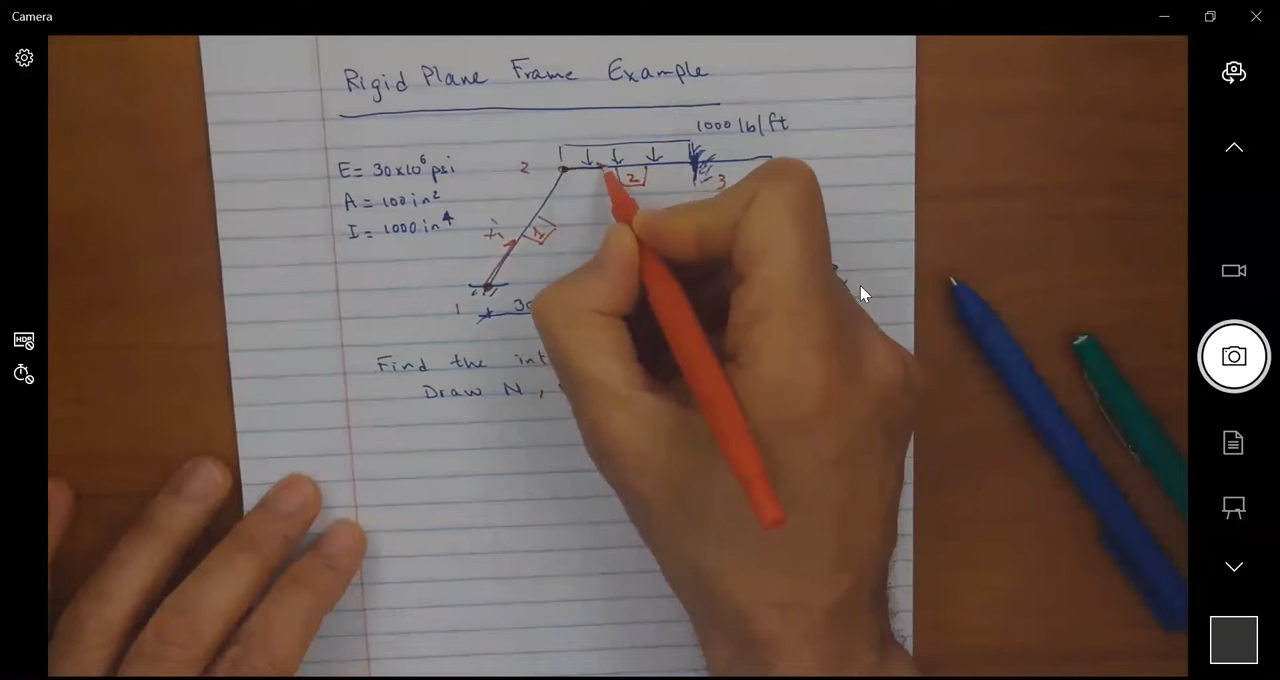 Camera
Rigid Plane Frame Example
1000 lb/ft
E = 30x10⁶ psi
A = 100 in²
I = 1000 in⁴
2
2
3
1
1
Find the
Draw N,